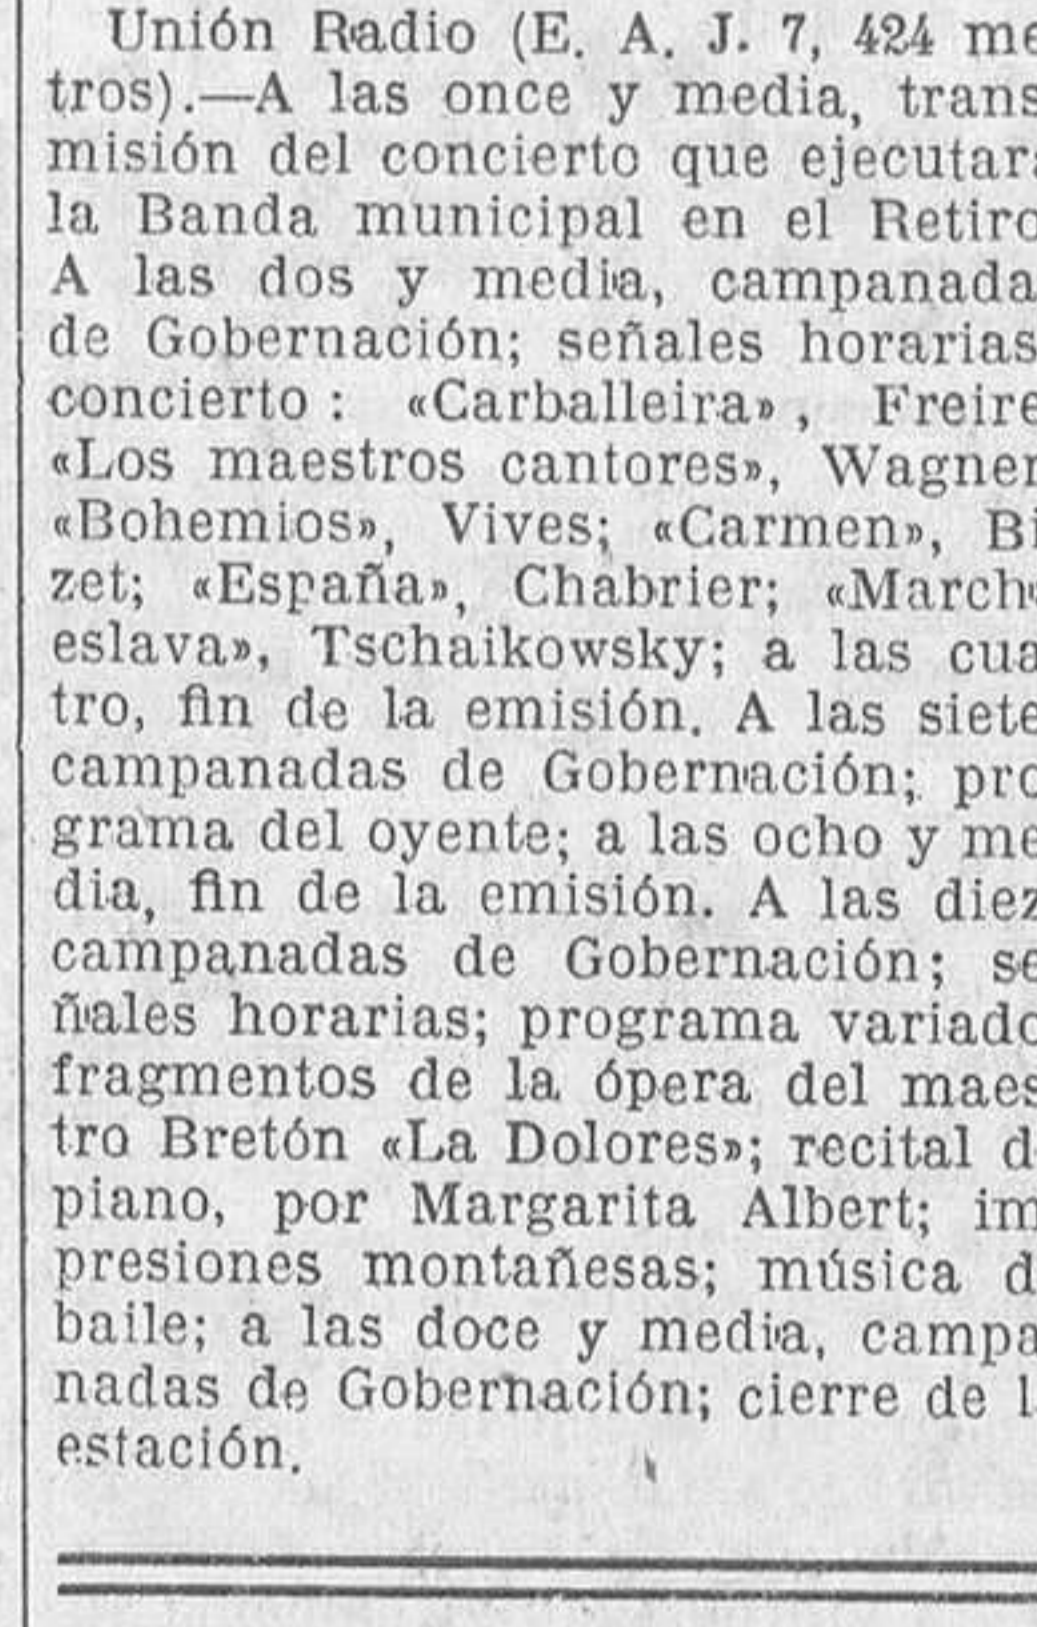 Unión Radio (E. A. J. 7, 424 me
tros).—A las once y media, trans
misión del concierto que ejecutará
la Banda municipal en el Retiro
A las dos y media, campanada
de Gobernación; señales horarias
concierto: «Carballeira», Freire
«Los maestros cantores», Wagner
«Bohemios», Vives; «Carmen», Bi
zet; «España», Chabrier; «March
eslava», Tschaikowsky; a las cua
tro, fin de la emisión. A las siete
campanadas de Gobernación; pro
grama del oyente; a las ocho y me
dia, fin de la emisión. A las diez
campanadas de Gobernación; se
ñales horarias; programa variado
fragmentos de la ópera del maes
tro Bretón «La Dolores»; recital d
piano, por Margarita Albert; im
presiones montañesas; música d
baile; a las doce y media, campa
nadas de Gobernación; cierre de l
estación.